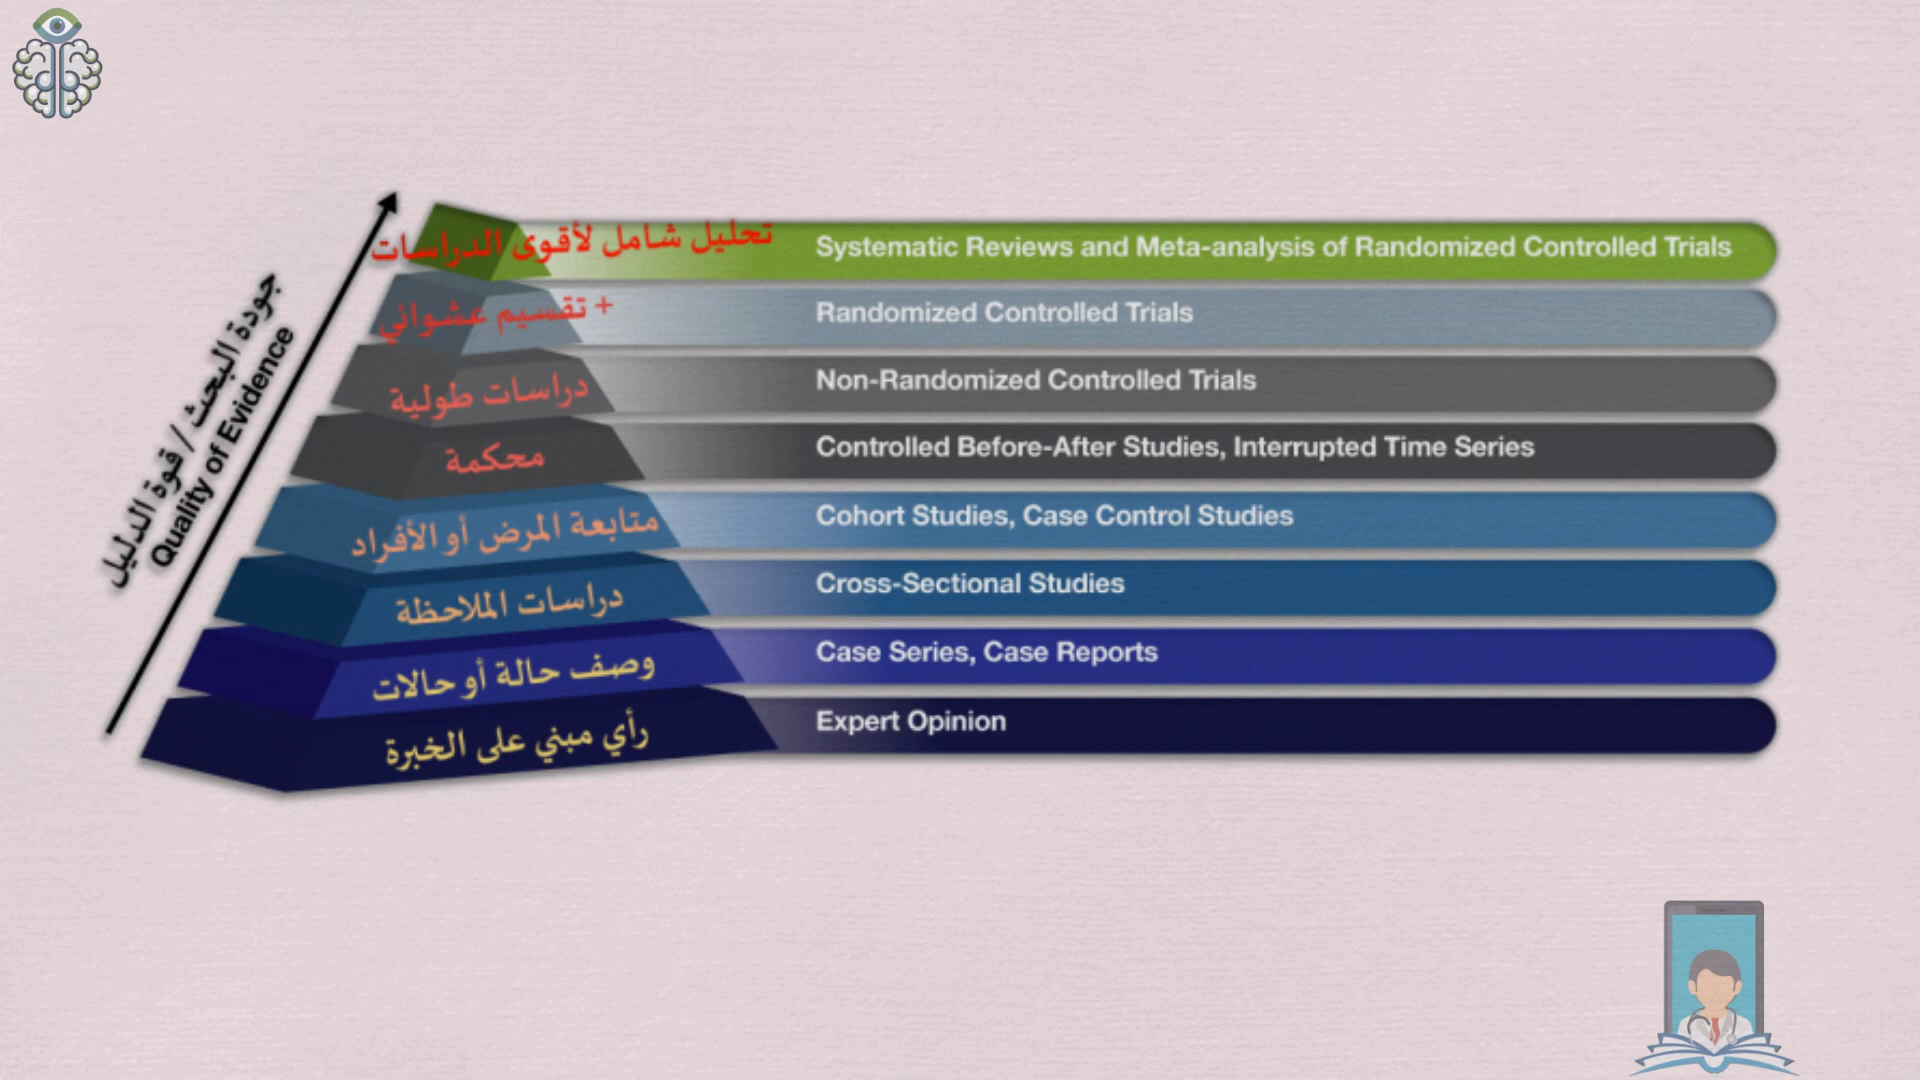 جودة البحث / قوة الدليل
Quality of Evidence
تحليل شامل لأقوى الدراسات
Systematic Reviews and Meta-analysis of Randomized Controlled Trials
+ تقسيم عشوائي
Randomized Controlled Trials
دراسات طولية
Non-Randomized Controlled Trials
محكمة
Controlled Before-After Studies, Interrupted Time Series
متابعة المرض أو الأفراد
Cohort Studies, Case Control Studies
دراسات الملاحظة
Cross-Sectional Studies
وصف حالة أو حالات
Case Series, Case Reports
رأي مبني على الخبرة
Expert Opinion